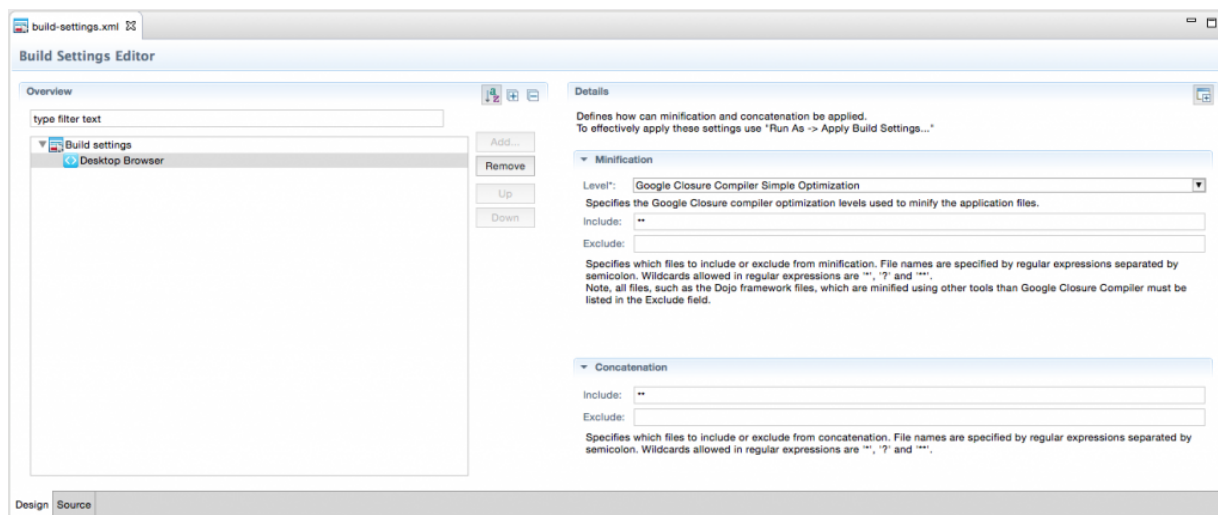 build-settings.xml
Build Settings Editor
Overview
type filter text
Build settings
Desktop Browser
Add...
Remove
Up
Down
Details
Defines how can minification and concatenation be applied.
To effectively apply these settings use "Run As -> Apply Build Settings..."
Minification
Level*: Google Closure Compiler Simple Optimization
Specifies the Google Closure compiler optimization levels used to minify the application files.
Include: **
Exclude:
Specifies which files to include or exclude from minification. File names are specified by regular expressions separated by
semicolon. Wildcards allowed in regular expressions are '*', '?' and '**'.
Note, all files, such as the Dojo framework files, which are minified using other tools than Google Closure Compiler must be
listed in the Exclude field.
Concatenation
Include: **
Exclude:
Specifies which files to include or exclude from concatenation. File names are specified by regular expressions separated by
semicolon. Wildcards allowed in regular expressions are '*', '?' and '**'.
Design Source